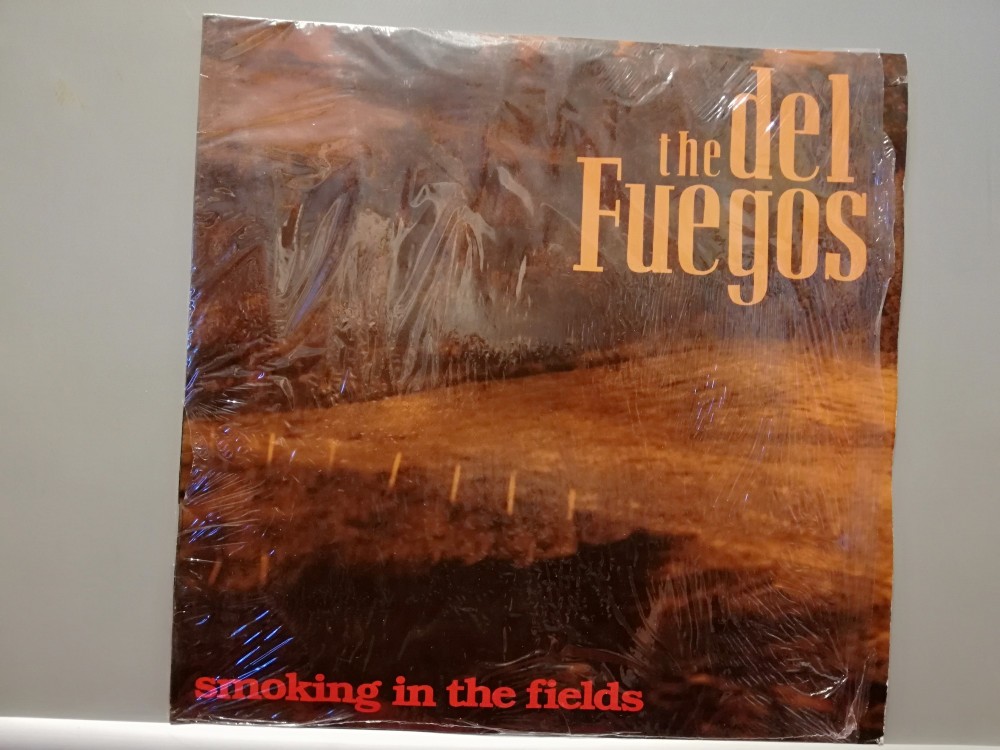 the del
Fuegos
smoking in the fields